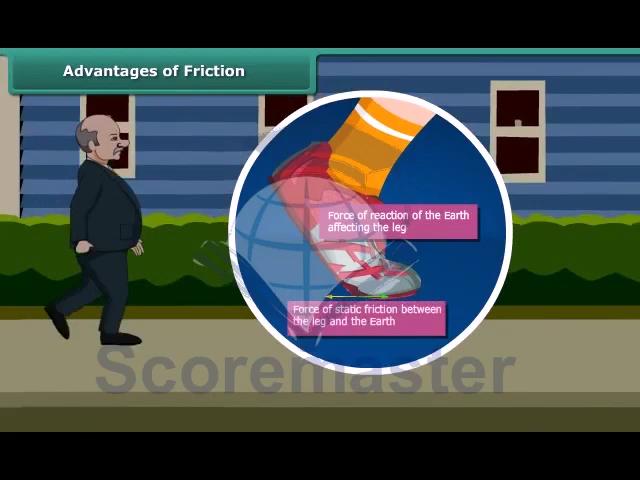 Advantages of Friction
Force of reaction of the Earth
affecting the leg
Force of static friction between
the leg and the Earth
Scoremaster